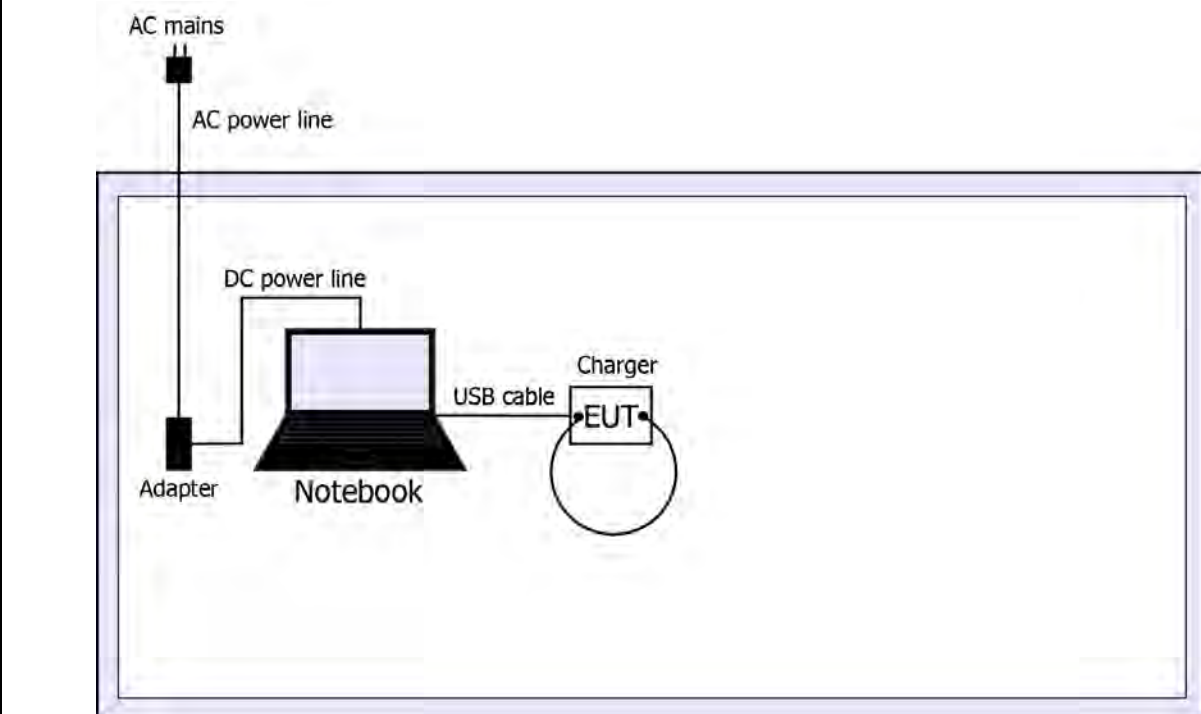 AC mains
AC power line
DC power line
Charger
USB cable
EUT
Adapter
Notebook